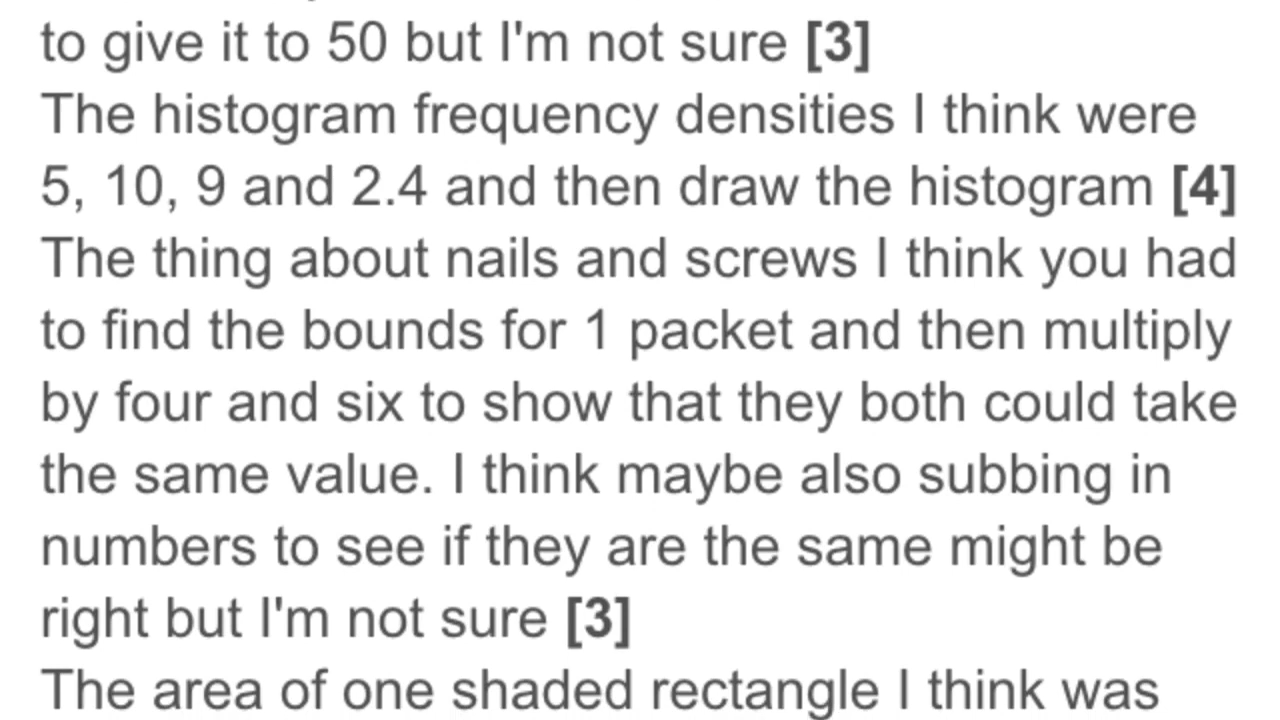 to give it to 50 but I'm not sure [3]
The histogram frequency densities I think were
5, 10, 9 and 2.4 and then draw the histogram [4]
The thing about nails and screws I think you had
to find the bounds for 1 packet and then multiply
by four and six to show that they both could take
the same value. I think maybe also subbing in
numbers to see if they are the same might be
right but I'm not sure [3]
The area of one shaded rectangle I think was